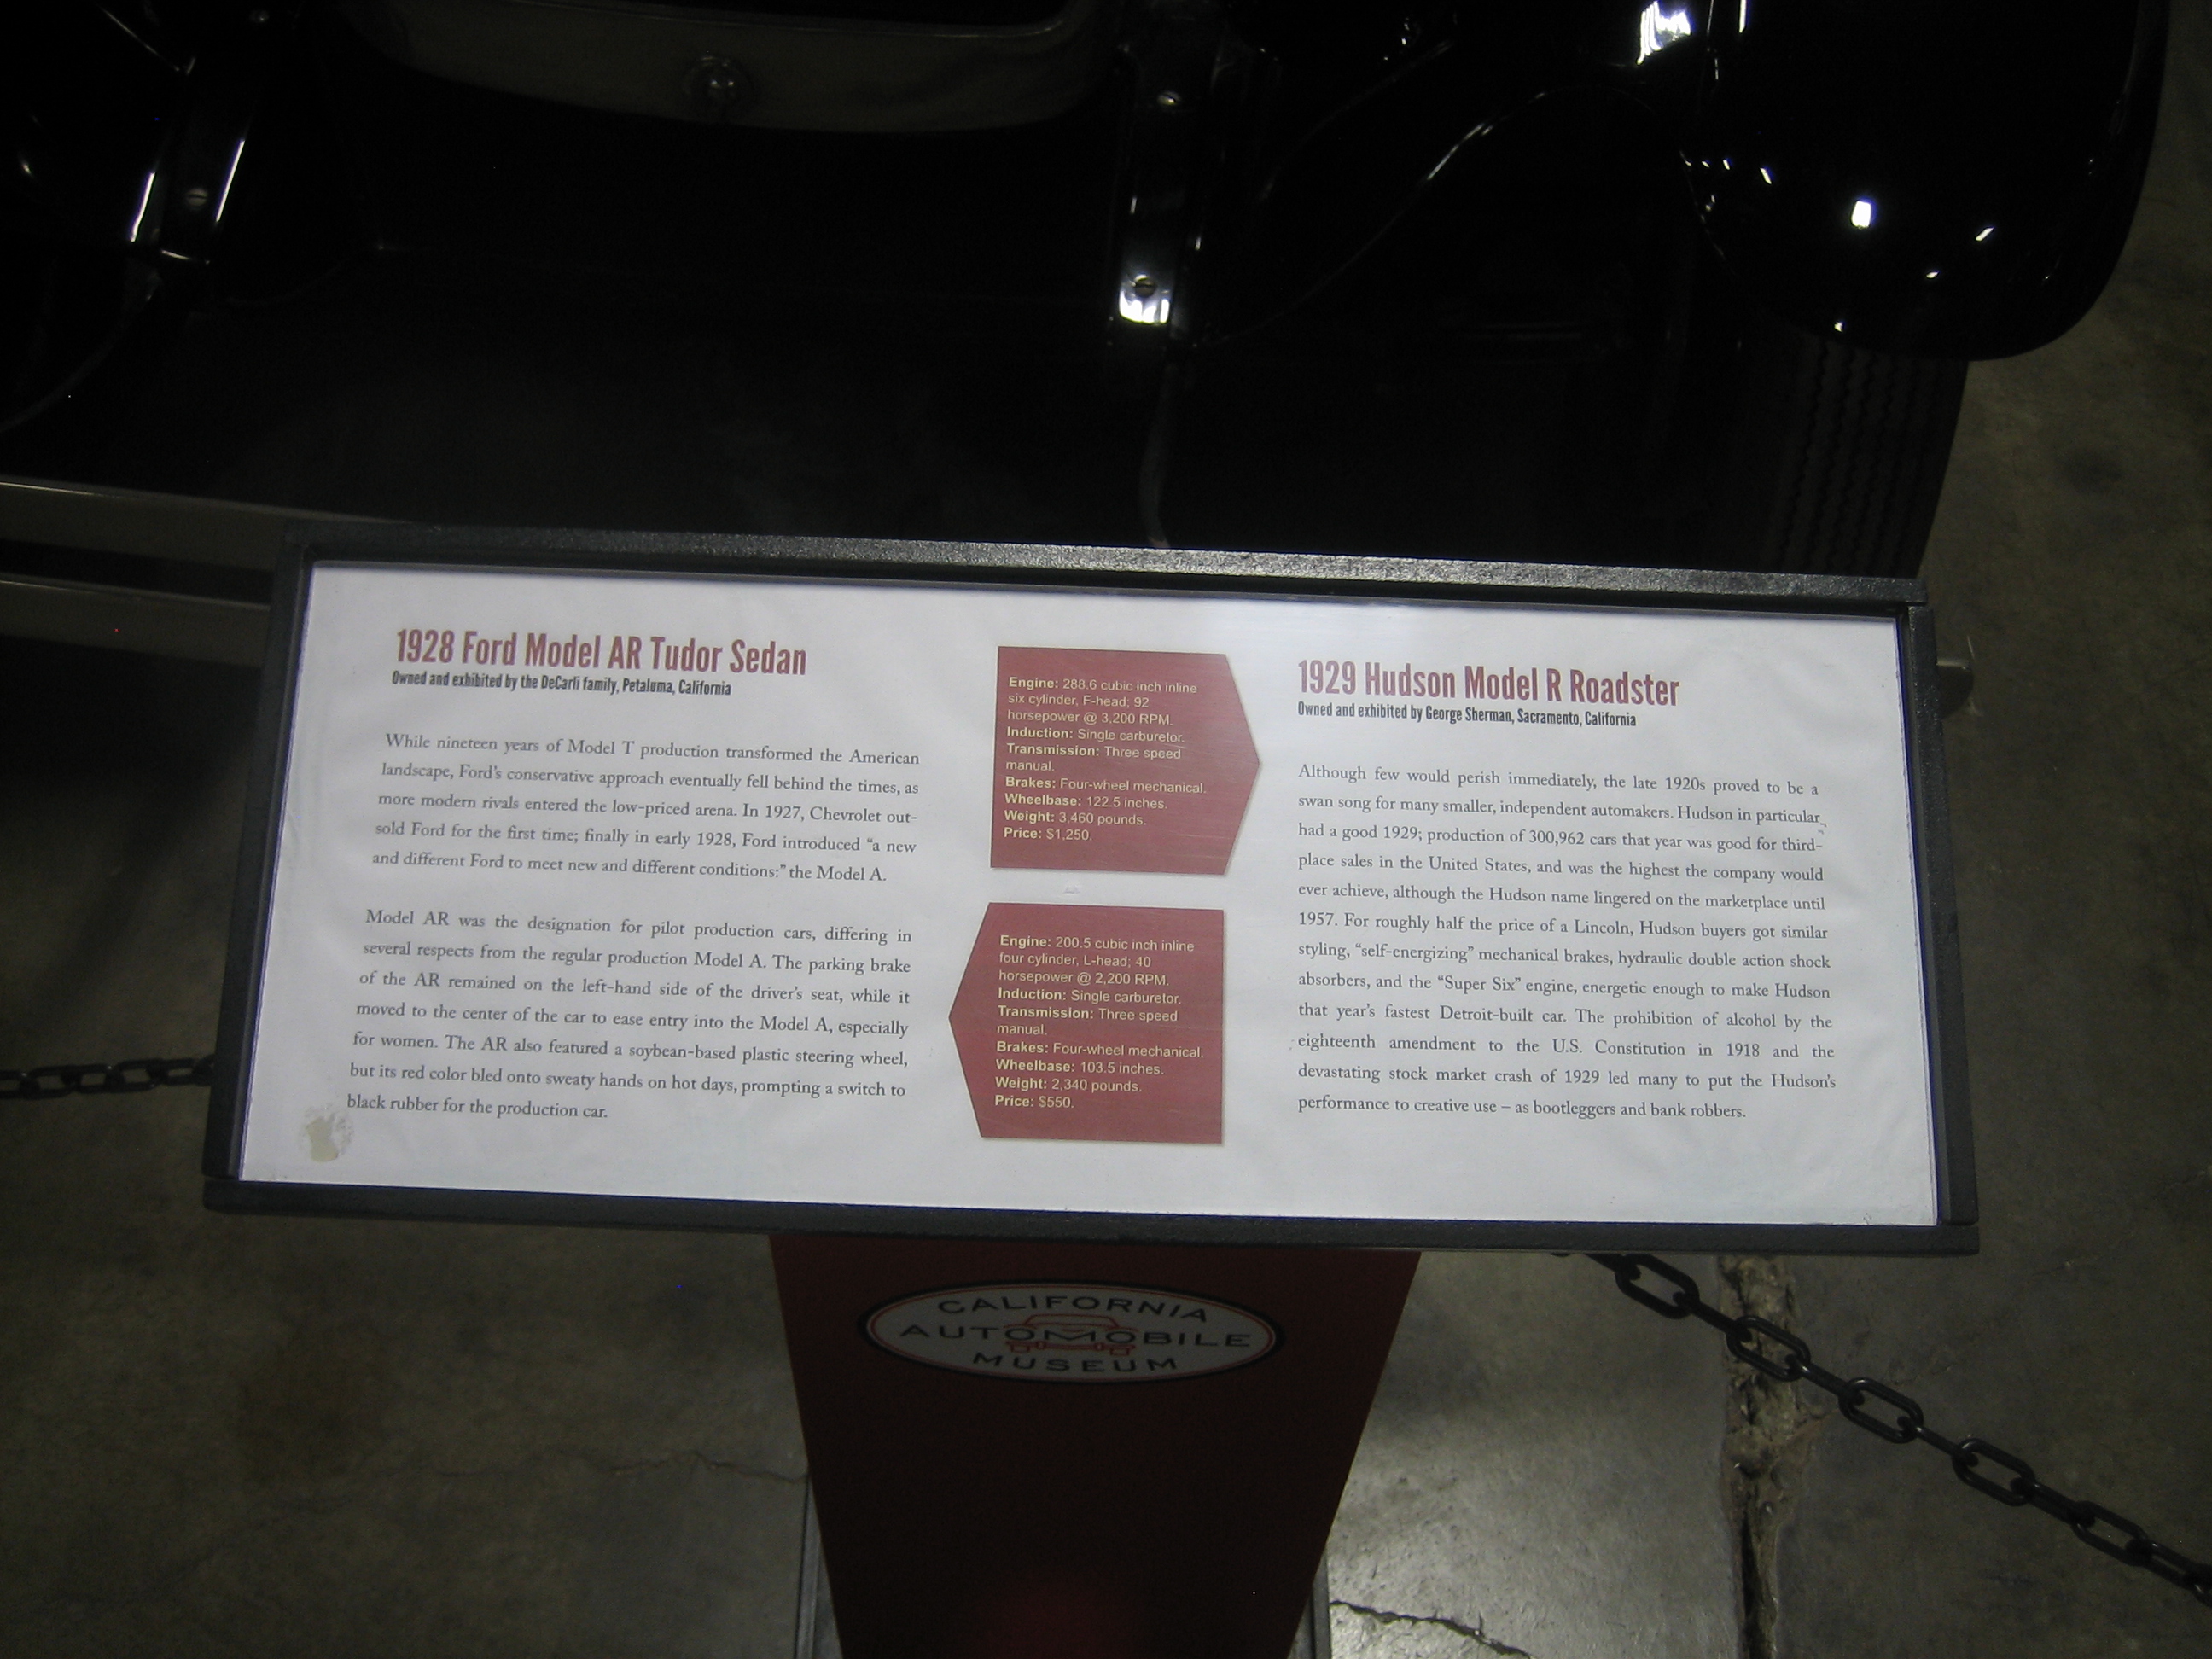 1928 Ford Model AR Tudor Sedan
Owned and exhibited by the DeCarli family, Petaluma, California
While nineteen years of Model T production transformed the American
landscape, Ford's conservative approach eventually fell behind the times, as
more modern rivals entered the low-priced arena. In 1927, Chevrolet out-
sold Ford for the first time; finally in early 1928, Ford introduced "a new
and different Ford to meet new and different conditions:" the Model A.
Model AR was the designation for pilot production cars, differing in
several respects from the regular production Model A. The parking brake
of the AR remained on the left-hand side of the driver's seat, while it
moved to the center of the car to ease entry into the Model A, especially
for women. The AR also featured a soybean-based plastic steering wheel,
but its red color bled onto sweaty hands on hot days, prompting a switch to
black rubber for the production car.
Engine: 288.6 cubic inch inline
six cylinder, F-head; 92
horsepower @ 3,200 RPM.
Induction: Single carburetor.
Transmission: Three speed
manual.
Brakes: Four-wheel mechanical.
Wheelbase: 122.5 inches.
Weight: 3,460 pounds.
Price: $1,250.
Engine: 200.5 cubic inch inline
four cylinder, L-head; 40
horsepower @ 2,200 RPM.
Induction: Single carburetor.
Transmission: Three speed
manual.
Brakes: Four-wheel mechanical.
Wheelbase: 103.5 inches.
Weight: 2,340 pounds.
Price: $550.
1929 Hudson Model R Roadster
Owned and exhibited by George Sherman, Sacramento, California
Although few would perish immediately, the late 1920s proved to be a
swan song for many smaller, independent automakers. Hudson in particular,
had a good 1929; production of 300,962 cars that year was good for third-
place sales in the United States, and was the highest the company would
ever achieve, although the Hudson name lingered on the marketplace until
1957. For roughly half the price of a Lincoln, Hudson buyers got similar
styling, "self-energizing" mechanical brakes, hydraulic double action shock
absorbers, and the "Super Six" engine, energetic enough to make Hudson
that year's fastest Detroit-built car. The prohibition of alcohol by the
eighteenth amendment to the U.S. Constitution in 1918 and the
devastating stock market crash of 1929 led many to put the Hudson's
performance to creative use – as bootleggers and bank robbers.
CALIFORNIA
AUTOMOBILE
MUSEUM